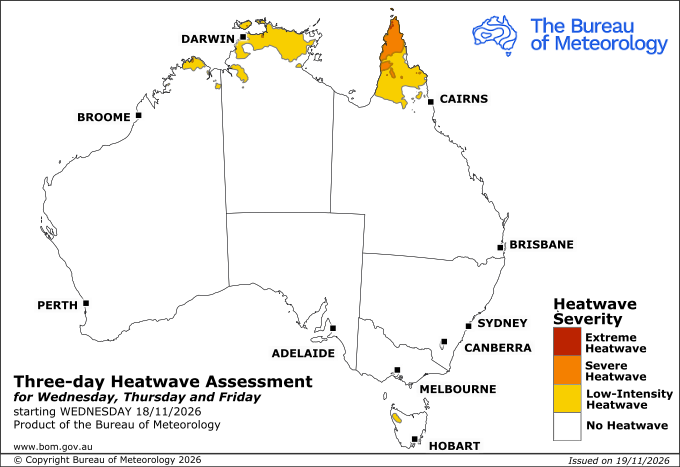 The Bureau
of Meteorology
DARWIN
CAIRNS
BROOME
BRISBANE
PERTH
ADELAIDE
SYDNEY
CANBERRA
MELBOURNE
HOBART
Heatwave
Severity
Extreme
Heatwave
Severe
Heatwave
Low-Intensity
Heatwave
No Heatwave
Three-day Heatwave Assessment
for Wednesday, Thursday and Friday
starting WEDNESDAY 18/11/2026
Product of the Bureau of Meteorology
www.bom.gov.au
© Copyright Bureau of Meteorology 2026
Issued on 19/11/2026